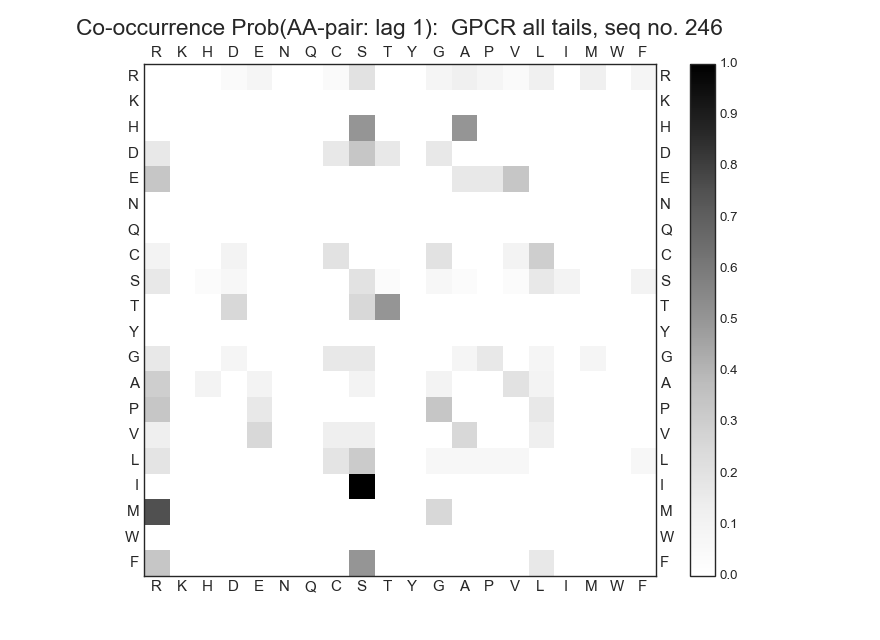 Co-occurrence Prob(AA-pair: lag 1):  GPCR all tails, seq no. 246
R K H D E N Q C S T Y G A P V L I M W F
R R 1.0
K K
H H 0.9
D D
E E 0.8
N N 0.7
Q Q
C C 0.6
S S
T T 0.5
Y Y
G G 0.4
A A
P P 0.3
V V
L L 0.2
I I
M M 0.1
W W
F F 0.0
R K H D E N Q C S T Y G A P V L I M W F